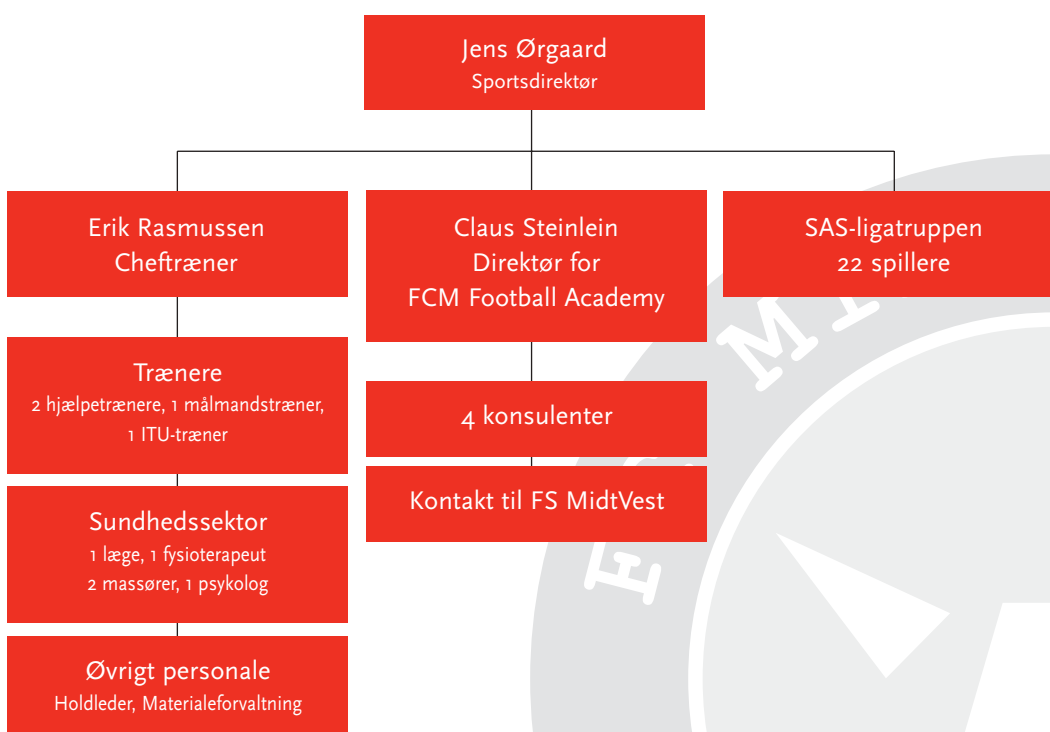 Jens Ørgaard
Sportsdirektør
Erik Rasmussen
Cheftræner
Claus Steinlein
Direktør for
FCM Football Academy
SAS-ligatruppen
22 spillere
Trænere
2 hjælpetrænere, 1 målmandstræner,
1 ITU-træner
4 konsulenter
Sundhedssektor
1 læge, 1 fysioterapeut
2 massører, 1 psykolog
Kontakt til FS MidtVest
Øvrigt personale
Holdleder, Materialeforvaltning